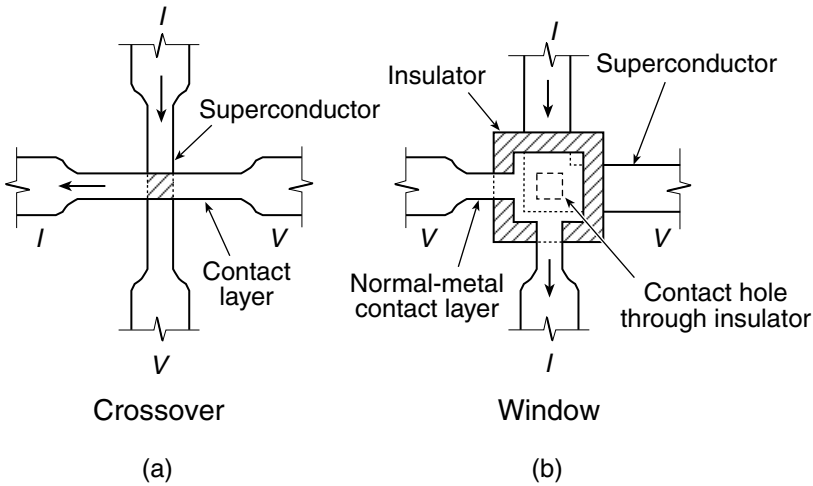 I
Superconductor
I
V
Contact
layer
V
Crossover
(a)
I
Insulator
Superconductor
V
V
Normal-metal
contact layer
Contact hole
through insulator
I
Window
(b)